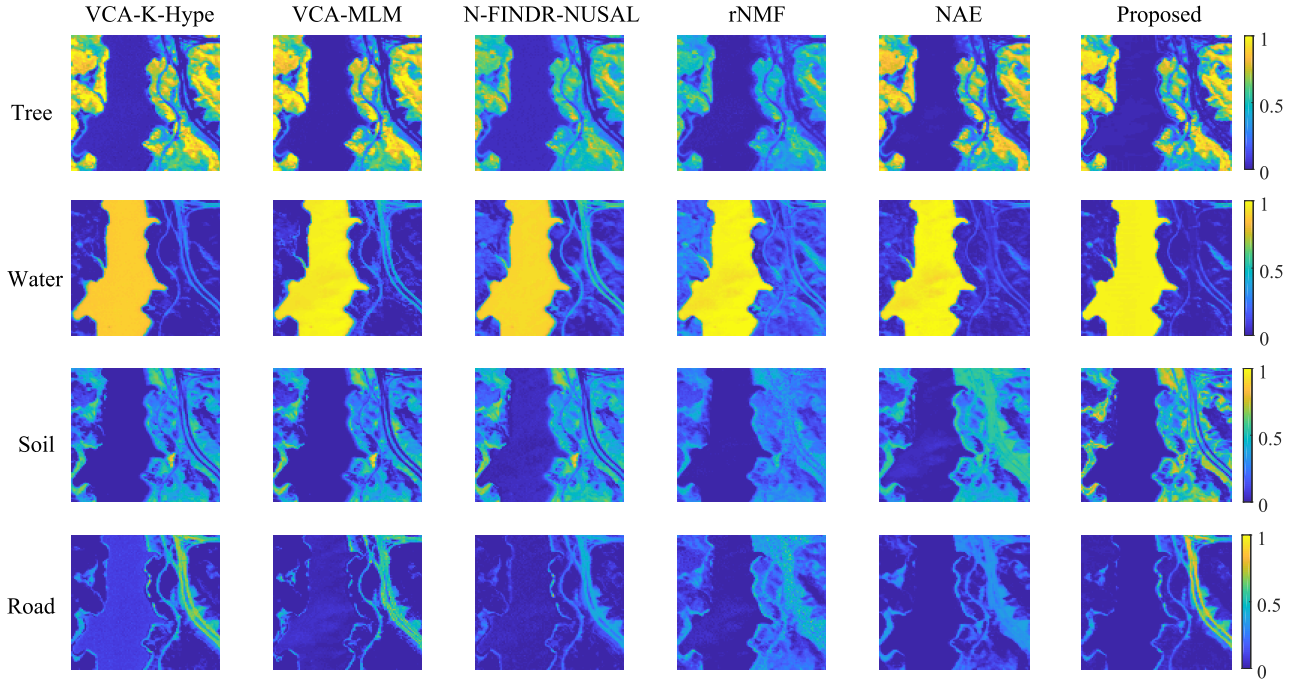 VCA-K-Hype VCA-MLM N-FINDR-NUSAL rNMF NAE Proposed
Tree
1
0.5
0
Water
1
0.5
0
Soil
1
0.5
0
Road
1
0.5
0